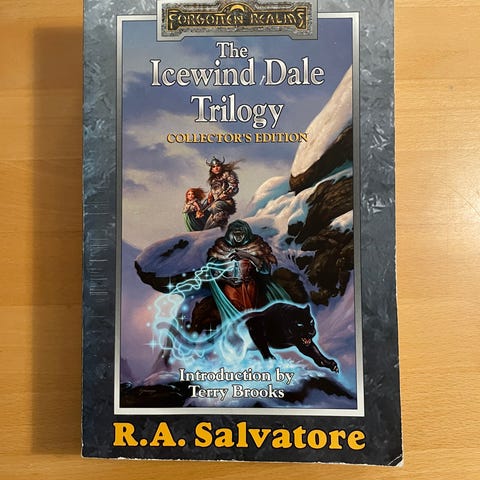 FORGOTTEN REALMS
The
Icewind Dale
Trilogy
COLLECTOR'S EDITION
Introduction by
Terry Brooks
R.A. Salvatore